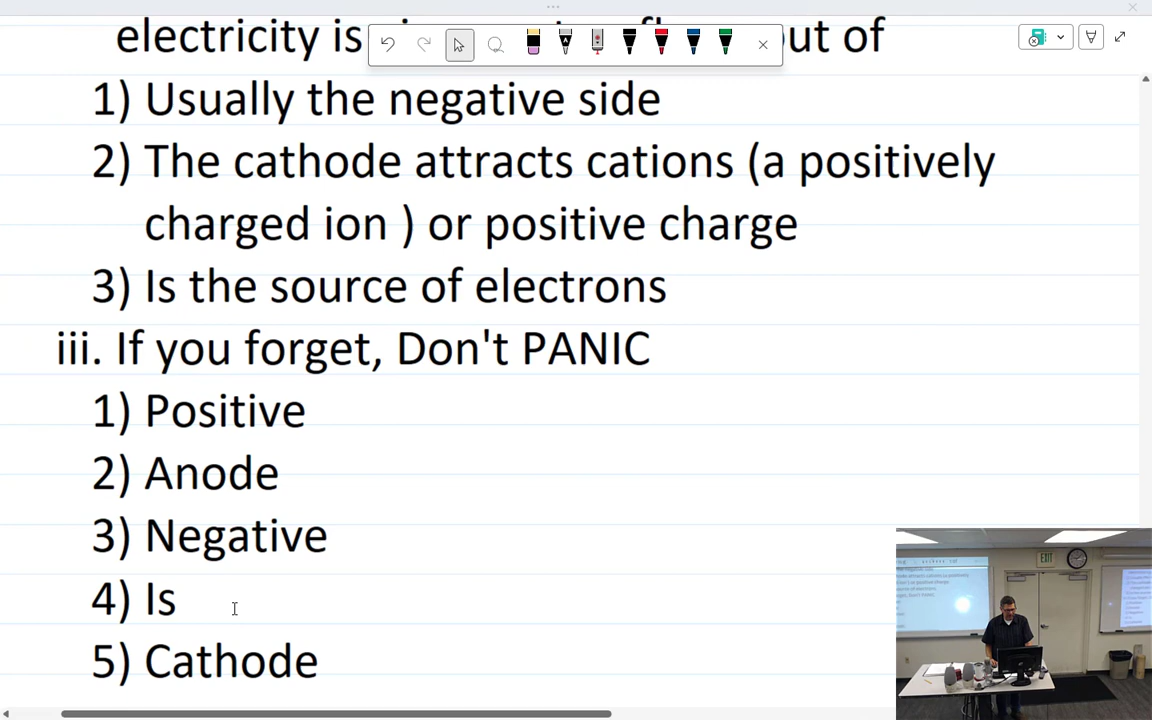 electricity is out of
1) Usually the negative side
2) The cathode attracts cations (a positively
charged ion ) or positive charge
3) Is the source of electrons
iii. If you forget, Don't PANIC
1) Positive
2) Anode
3) Negative
4) Is
5) Cathode
EXIT